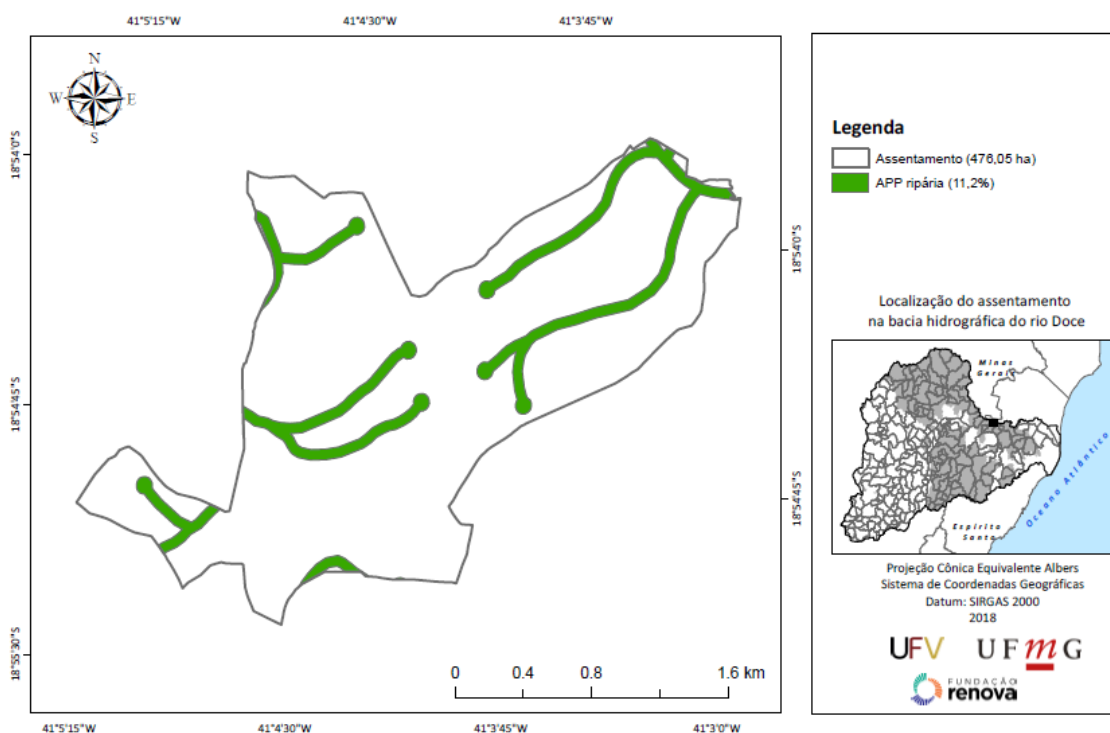 41°5'15"W
41°4'30"W
41°3'45"W
N
W
E
S
18°54'0"S
18°54'45"S
18°55'30"S
18°54'0"S
18°54'45"S
0 0.4 0.8 1.6 km
41°5'15"W
41°4'30"W
41°3'45"W
41°3'0"W
Legenda
Assentamento (476,05 ha)
APP ripária (11,2%)
Localização do assentamento
na bacia hidrográfica do rio Doce
Minas
Gerais
Espírito
Santo
Oceano Atlântico
Projeção Cônica Equivalente Albers
Sistema de Coordenadas Geográficas
Datum: SIRGAS 2000
2018
UFV
UFmG
FUNDAÇÃO
renova